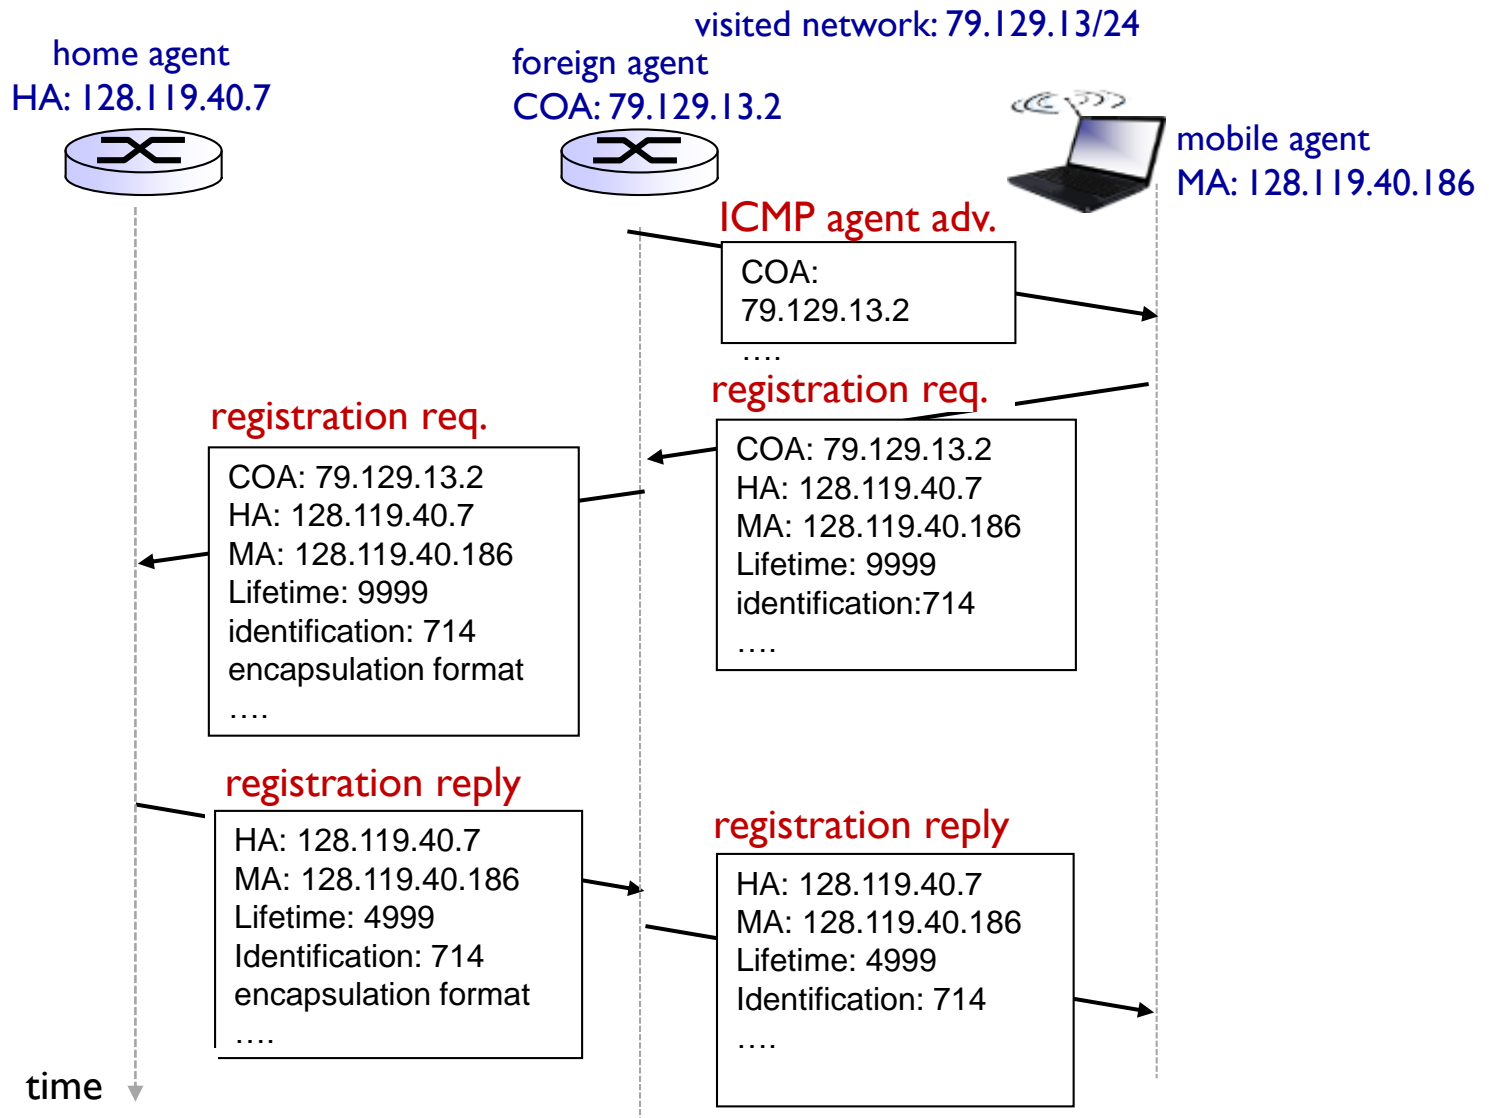 visited network: 79.129.13/24
home agent
HA: 128.119.40.7
foreign agent
COA: 79.129.13.2
mobile agent
MA: 128.119.40.186
ICMP agent adv.
COA:
79.129.13.2
….
registration req.
COA: 79.129.13.2
HA: 128.119.40.7
MA: 128.119.40.186
Lifetime: 9999
identification:714
….
registration req.
COA: 79.129.13.2
HA: 128.119.40.7
MA: 128.119.40.186
Lifetime: 9999
identification: 714
encapsulation format
….
registration reply
HA: 128.119.40.7
MA: 128.119.40.186
Lifetime: 4999
Identification: 714
encapsulation format
….
registration reply
HA: 128.119.40.7
MA: 128.119.40.186
Lifetime: 4999
Identification: 714
….
time